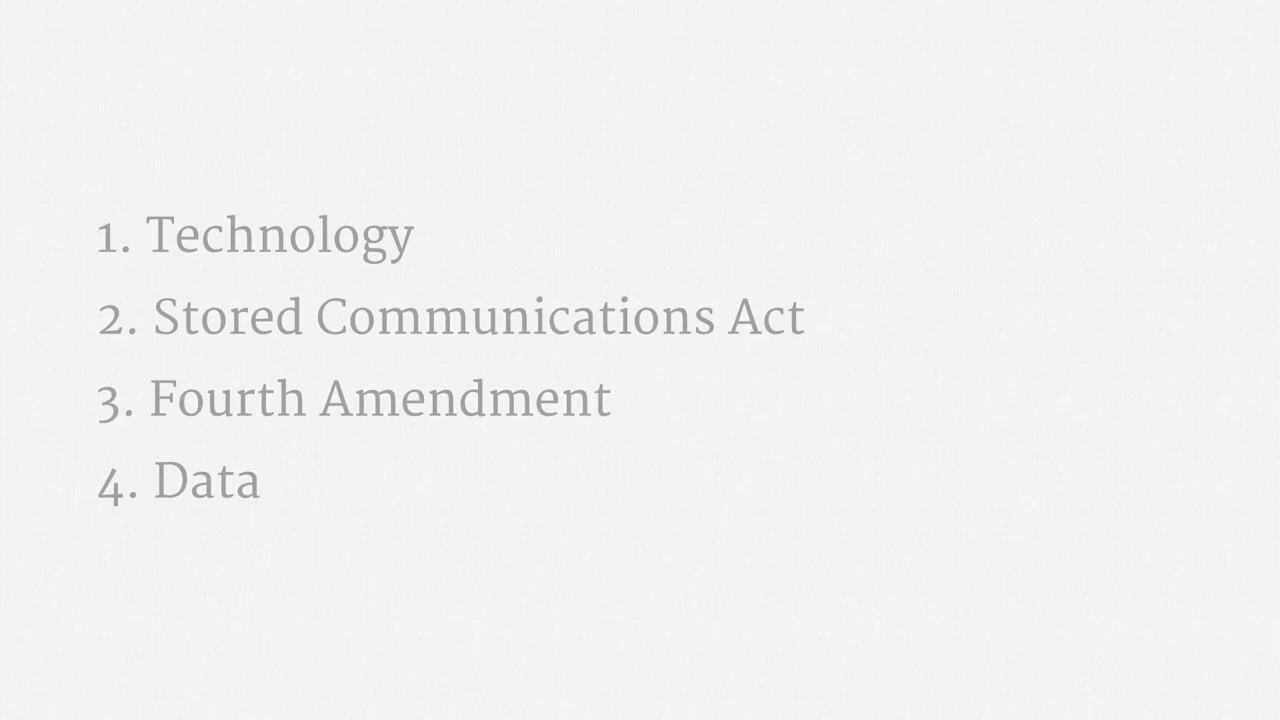 1. Technology
2. Stored Communications Act
3. Fourth Amendment
4. Data